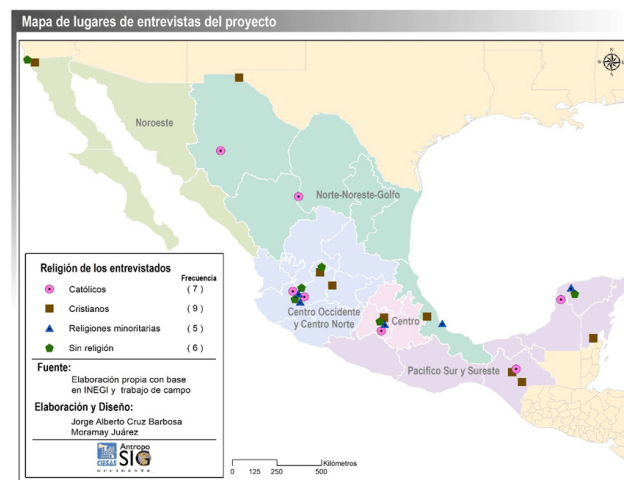 Mapa de lugares de entrevistas del proyecto
N
W E
S
Noroeste
Norte-Noreste-Golfo
Centro Occidente
y Centro Norte
Centro
Pacifico Sur y Sureste
Religión de los entrevistados
Frecuencia
Católicos ( 7 )
Cristianos ( 9 )
Religiones minoritarias ( 5 )
Sin religión ( 6 )
Fuente:
Elaboración propia con base
en INEGI y trabajo de campo
Elaboración y Diseño:
Jorge Alberto Cruz Barbosa
Moramay Juárez
CIESAS
Antropo
SIG
OCCIDENTE
Kilómetros
0 125 250 500